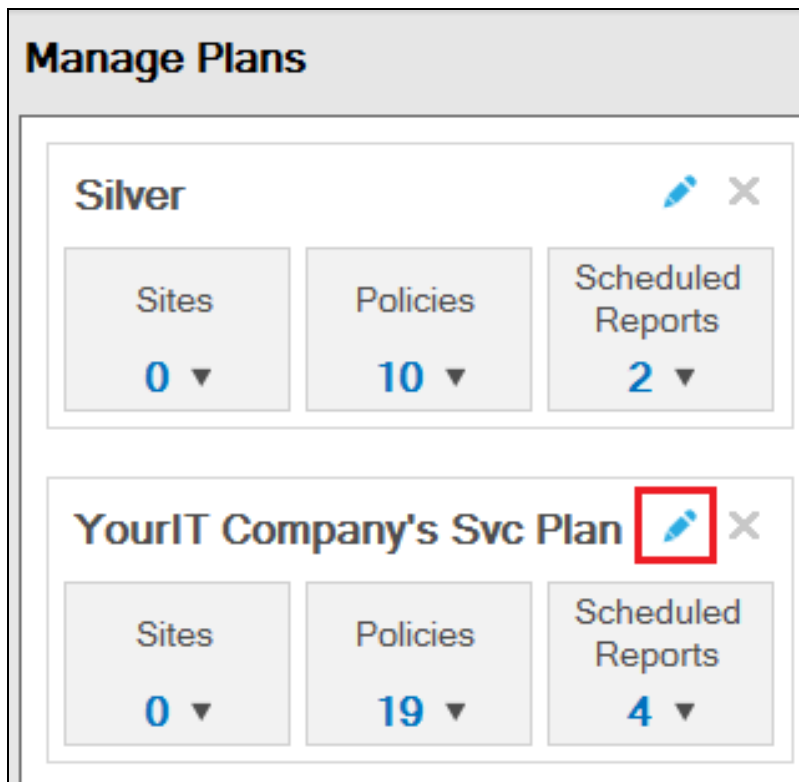 Manage Plans
Silver
Sites
Policies
Scheduled
Reports
0
10
2
YourIT Company's Svc Plan
Sites
Policies
Scheduled
Reports
0
19
4